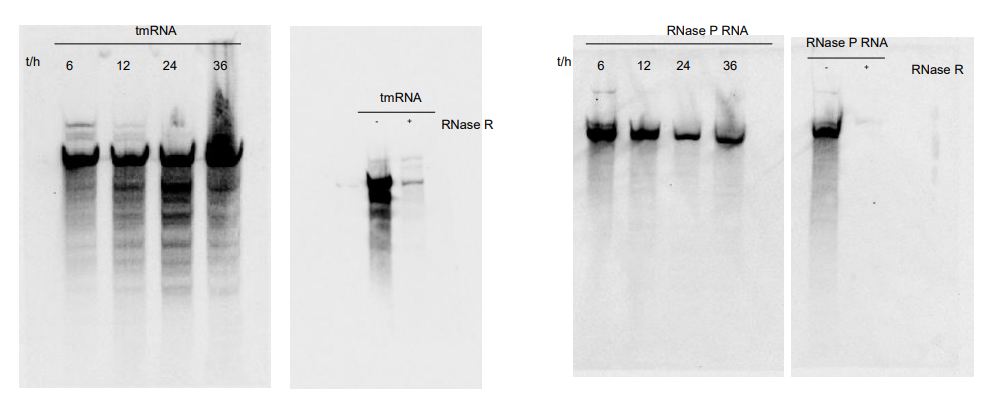 tmRNA
t/h 6 12 24 36
tmRNA
- + RNase R
RNase P RNA
t/h 6 12 24 36
RNase P RNA
- + RNase R